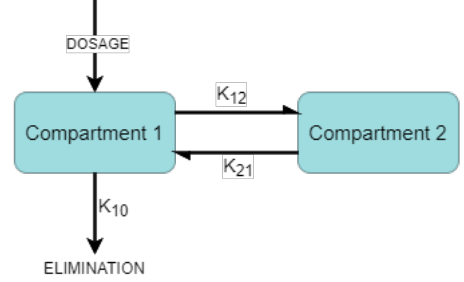 DOSAGE
K12
Compartment 1
Compartment 2
K21
K10
ELIMINATION